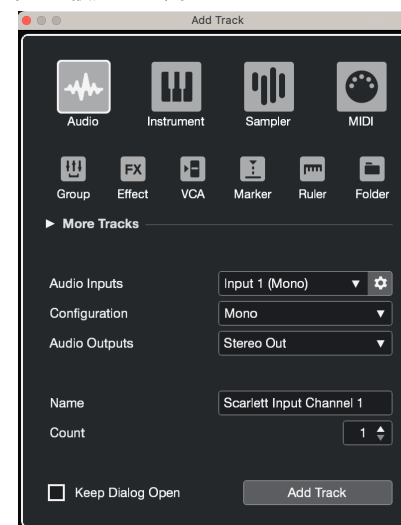 Add Track
Audio Instrument Sampler MIDI
FX
Group Effect VCA Marker Ruler Folder
More Tracks
Audio Inputs Input 1 (Mono)
Configuration Mono
Audio Outputs Stereo Out
Name Scarlett Input Channel 1
Count 1
Keep Dialog Open Add Track